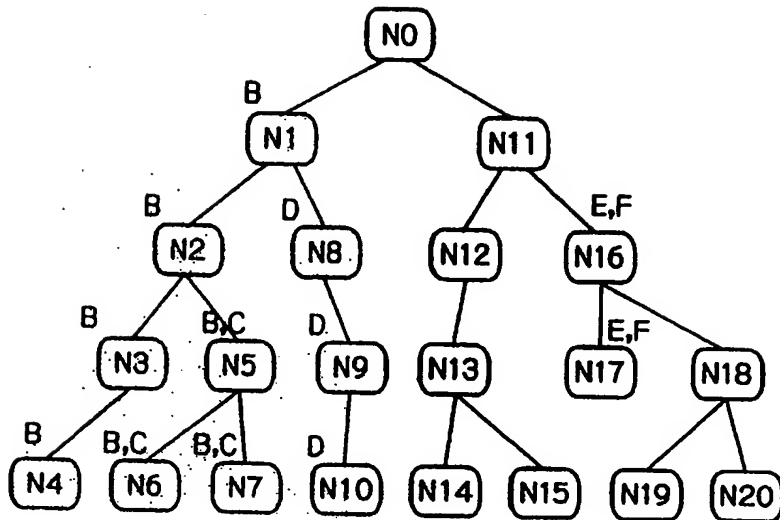 N0
B
N1 N11
B D E,F
N2 N8 N12 N16
B B,C D E,F
N3 N5 N9 N13 N17 N18
B B,C B,C D
N4 N6 N7 N10 N14 N15 N19 N20